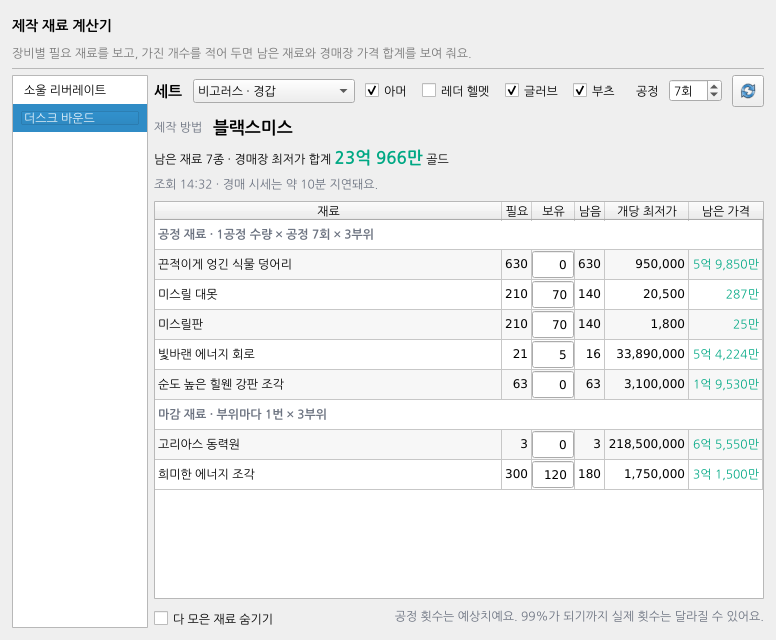 제작 재료 계산기
장비별 필요 재료를 보고, 가진 개수를 적어 두면 남은 재료와 경매장 가격 합계를 보여 줘요.
소울 리버레이트
더스크 바운드
세트 비고러스 · 경갑 아머 레더 헬멧 글러브 부츠 공정 7회
제작 방법 블랙스미스
남은 재료 7종 · 경매장 최저가 합계 23억 966만 골드
조회 14:32 · 경매 시세는 약 10분 지연돼요.
재료 필요 보유 남음 개당 최저가 남은 가격
공정 재료 · 1공정 수량 × 공정 7회 × 3부위
끈적이게 엉긴 식물 덩어리 630 0 630 950,000 5억 9,850만
미스릴 대못 210 70 140 20,500 287만
미스릴판 210 70 140 1,800 25만
빛바랜 에너지 회로 21 5 16 33,890,000 5억 4,224만
순도 높은 힐웬 강판 조각 63 0 63 3,100,000 1억 9,530만
마감 재료 · 부위마다 1번 × 3부위
고리아스 동력원 3 0 3 218,500,000 6억 5,550만
희미한 에너지 조각 300 120 180 1,750,000 3억 1,500만
다 모은 재료 숨기기
공정 횟수는 예상치예요. 99%가 되기까지 실제 횟수는 달라질 수 있어요.